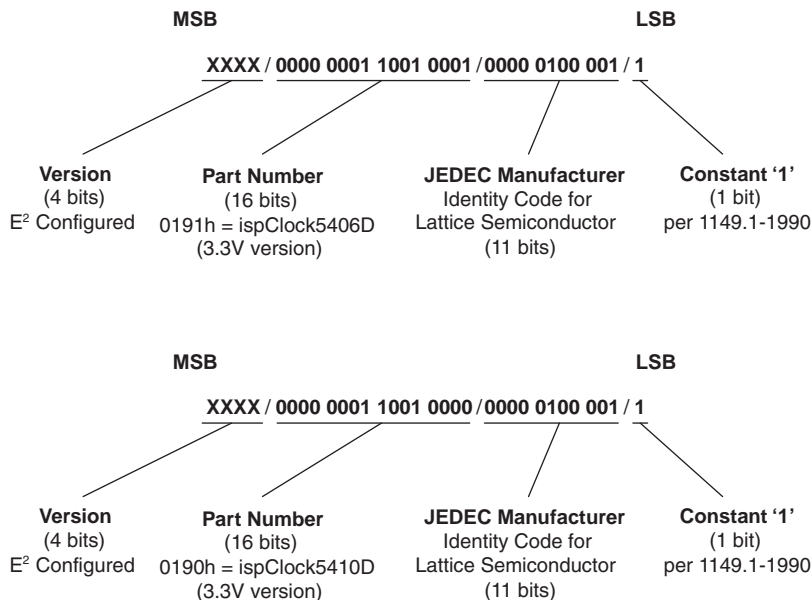 MSB LSB
XXXX / 0000 0001 1001 0001 / 0000 0100 001 / 1
Version Part Number JEDEC Manufacturer Constant ‘1’
(4 bits) (16 bits) Identity Code for (1 bit)
E² Configured 0191h = ispClock5406D Lattice Semiconductor per 1149.1-1990
(3.3V version) (11 bits)
MSB LSB
XXXX / 0000 0001 1001 0000 / 0000 0100 001 / 1
Version Part Number JEDEC Manufacturer Constant ‘1’
(4 bits) (16 bits) Identity Code for (1 bit)
E² Configured 0190h = ispClock5410D Lattice Semiconductor per 1149.1-1990
(3.3V version) (11 bits)